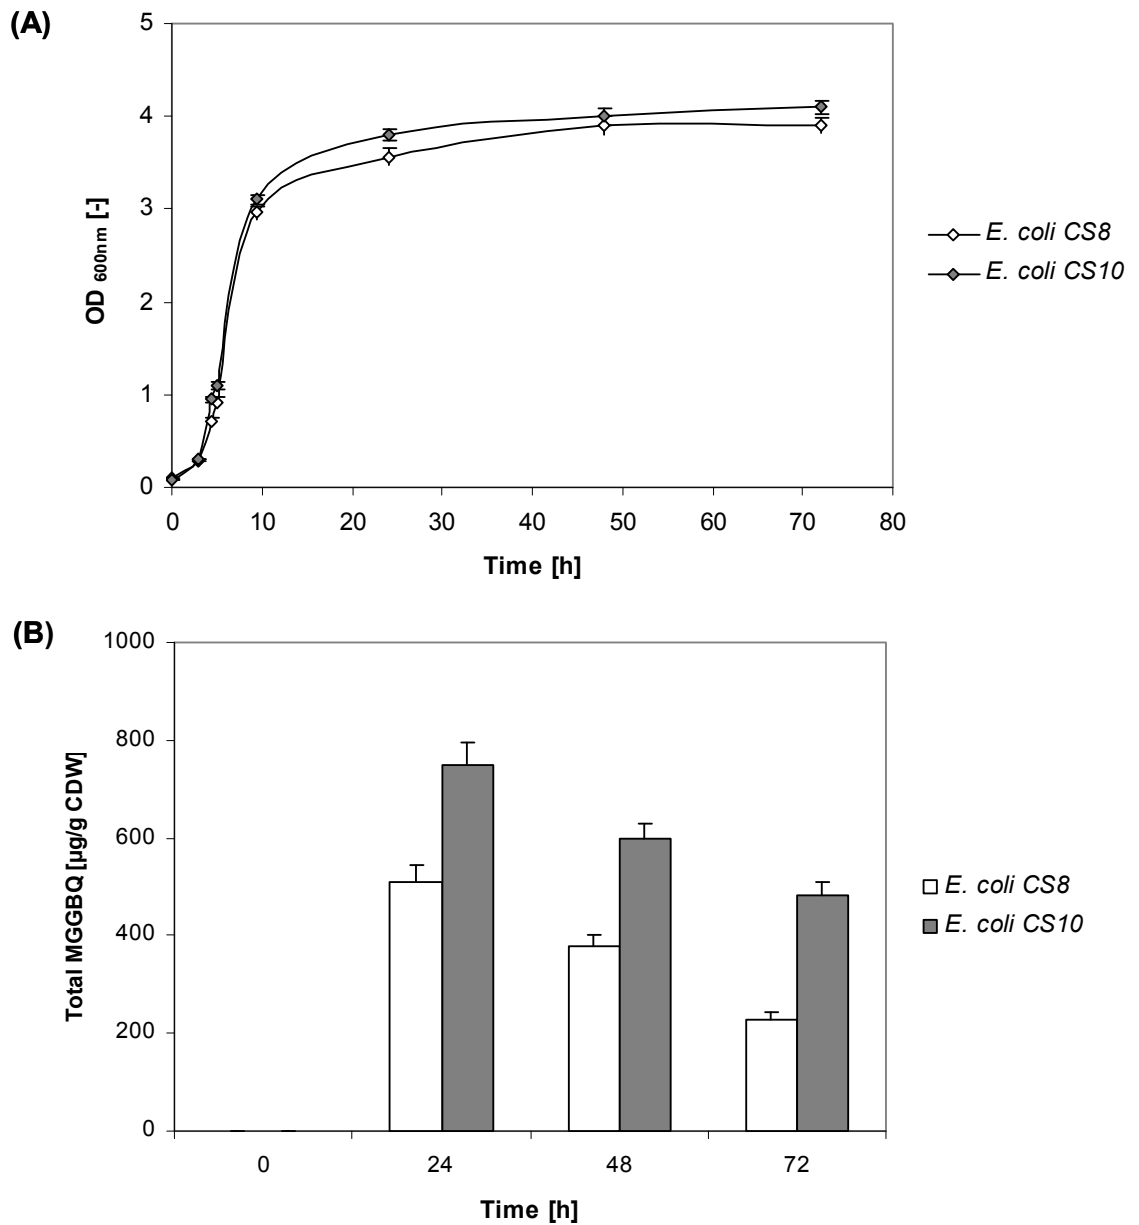 (A)
5
4
3
2
1
0
OD 600nm [-]
0 10 20 30 40 50 60 70 80
Time [h]
E. coli CS8
E. coli CS10
(B)
1000
800
600
400
200
0
Total MGGBQ [µg/g CDW]
0 24 48 72
Time [h]
E. coli CS8
E. coli CS10